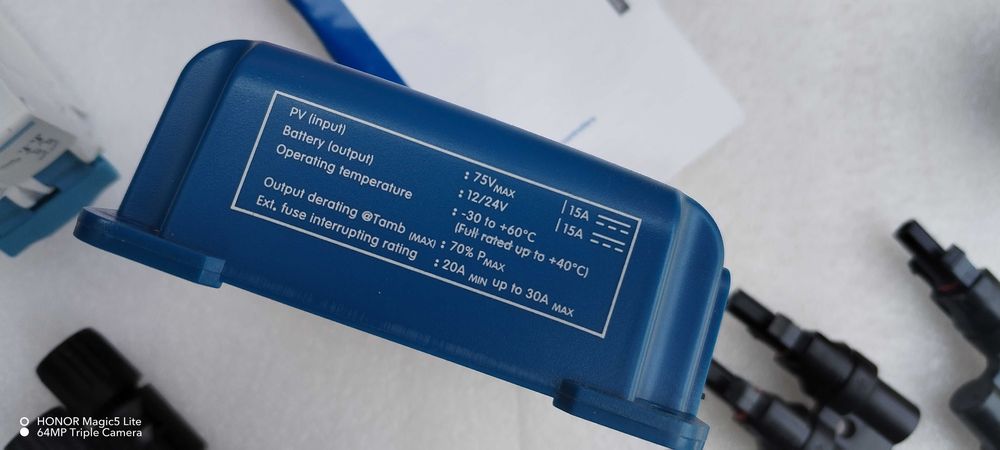 PV (input) : 75VMAX | 15A
Battery (output) : 12/24V | 15A
Operating temperature : -30 to +60°C
(Full rated up to +40°C)
Output derating @Tamb (MAX) : 70% PMAX
Ext. fuse interrupting rating : 20A MIN up to 30A MAX
HONOR Magic5 Lite
64MP Triple Camera